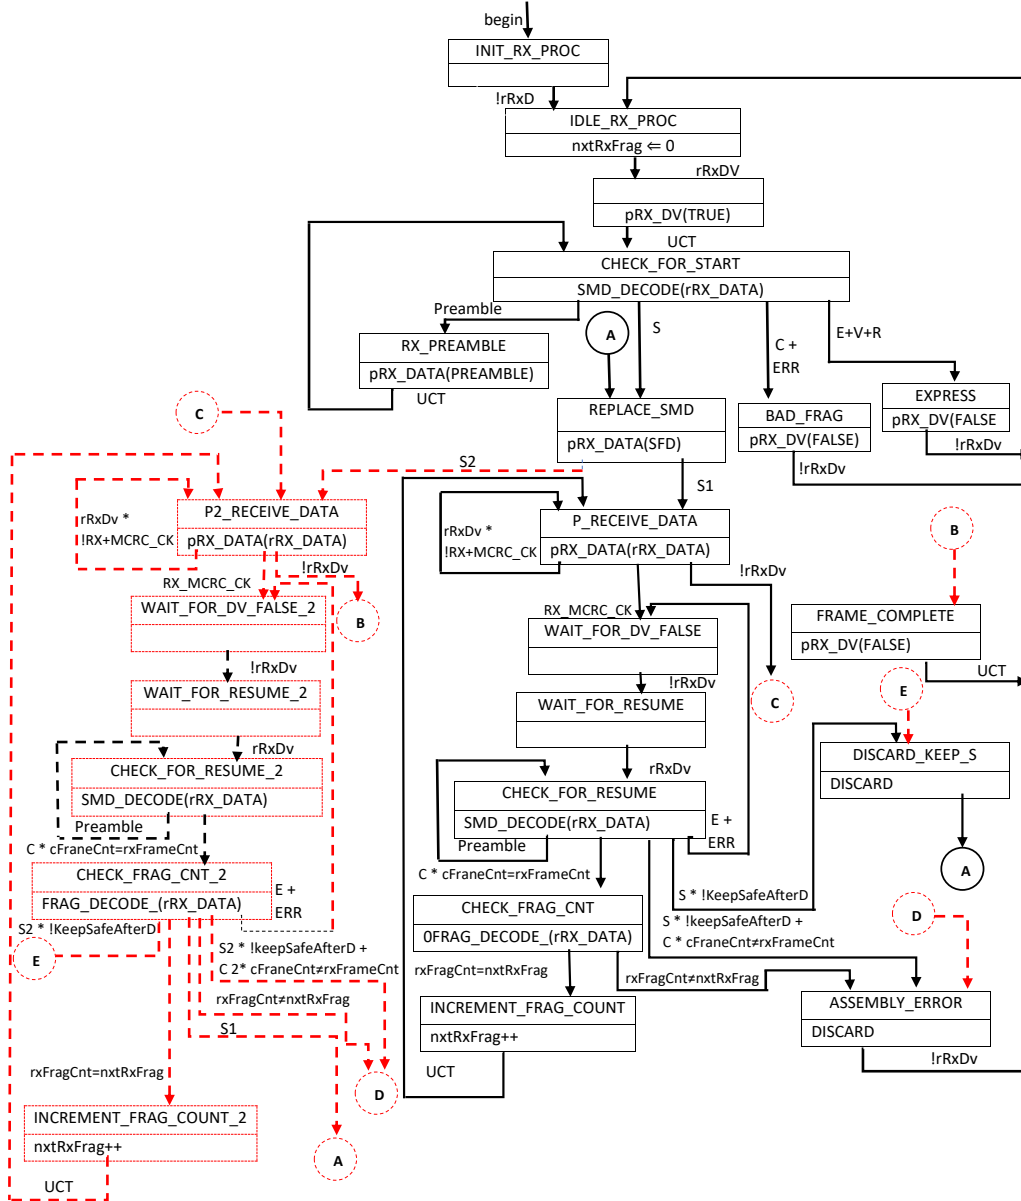 begin
INIT_RX_PROC
!rRxD
IDLE_RX_PROC
nxtRxFrag ⇐ 0
rRxDV
pRX_DV(TRUE)
UCT
CHECK_FOR_START
SMD_DECODE(rRX_DATA)
Preamble
A
S
C +
ERR
E+V+R
RX_PREAMBLE
pRX_DATA(PREAMBLE)
UCT
REPLACE_SMD
pRX_DATA(SFD)
BAD_FRAG
pRX_DV(FALSE)
!rRxDv
EXPRESS
pRX_DV(FALSE
!rRxDv
C
S2
S1
P2_RECEIVE_DATA
pRX_DATA(rRX_DATA)
rRxDv *
!RX+MCRC_CK
!rRxDv
RX_MCRC_CK
B
P_RECEIVE_DATA
pRX_DATA(rRX_DATA)
rRxDv *
!RX+MCRC_CK
!rRxDv
RX_MCRC_CK
C
B
FRAME_COMPLETE
pRX_DV(FALSE)
UCT
WAIT_FOR_DV_FALSE_2
!rRxDv
WAIT_FOR_RESUME_2
rRxDv
CHECK_FOR_RESUME_2
SMD_DECODE(rRX_DATA)
Preamble
C * cFraneCnt=rxFrameCnt
CHECK_FRAG_CNT_2
FRAG_DECODE_(rRX_DATA)
E +
ERR
S2 * !KeepSafeAfterD
E
S2 * !keepSafeAfterD +
C 2* cFraneCnt≠rxFrameCnt
rxFragCnt≠nxtRxFrag
S1
rxFragCnt=nxtRxFrag
D
A
INCREMENT_FRAG_COUNT_2
nxtRxFrag++
UCT
WAIT_FOR_DV_FALSE
!rRxDv
WAIT_FOR_RESUME
rRxDv
CHECK_FOR_RESUME
SMD_DECODE(rRX_DATA)
Preamble
E +
ERR
C * cFraneCnt=rxFrameCnt
S * !KeepSafeAfterD
S * !keepSafeAfterD +
C * cFraneCnt≠rxFrameCnt
CHECK_FRAG_CNT
0FRAG_DECODE_(rRX_DATA)
rxFragCnt=nxtRxFrag
rxFragCnt≠nxtRxFrag
INCREMENT_FRAG_COUNT
nxtRxFrag++
UCT
E
DISCARD_KEEP_S
DISCARD
A
D
ASSEMBLY_ERROR
DISCARD
!rRxDv